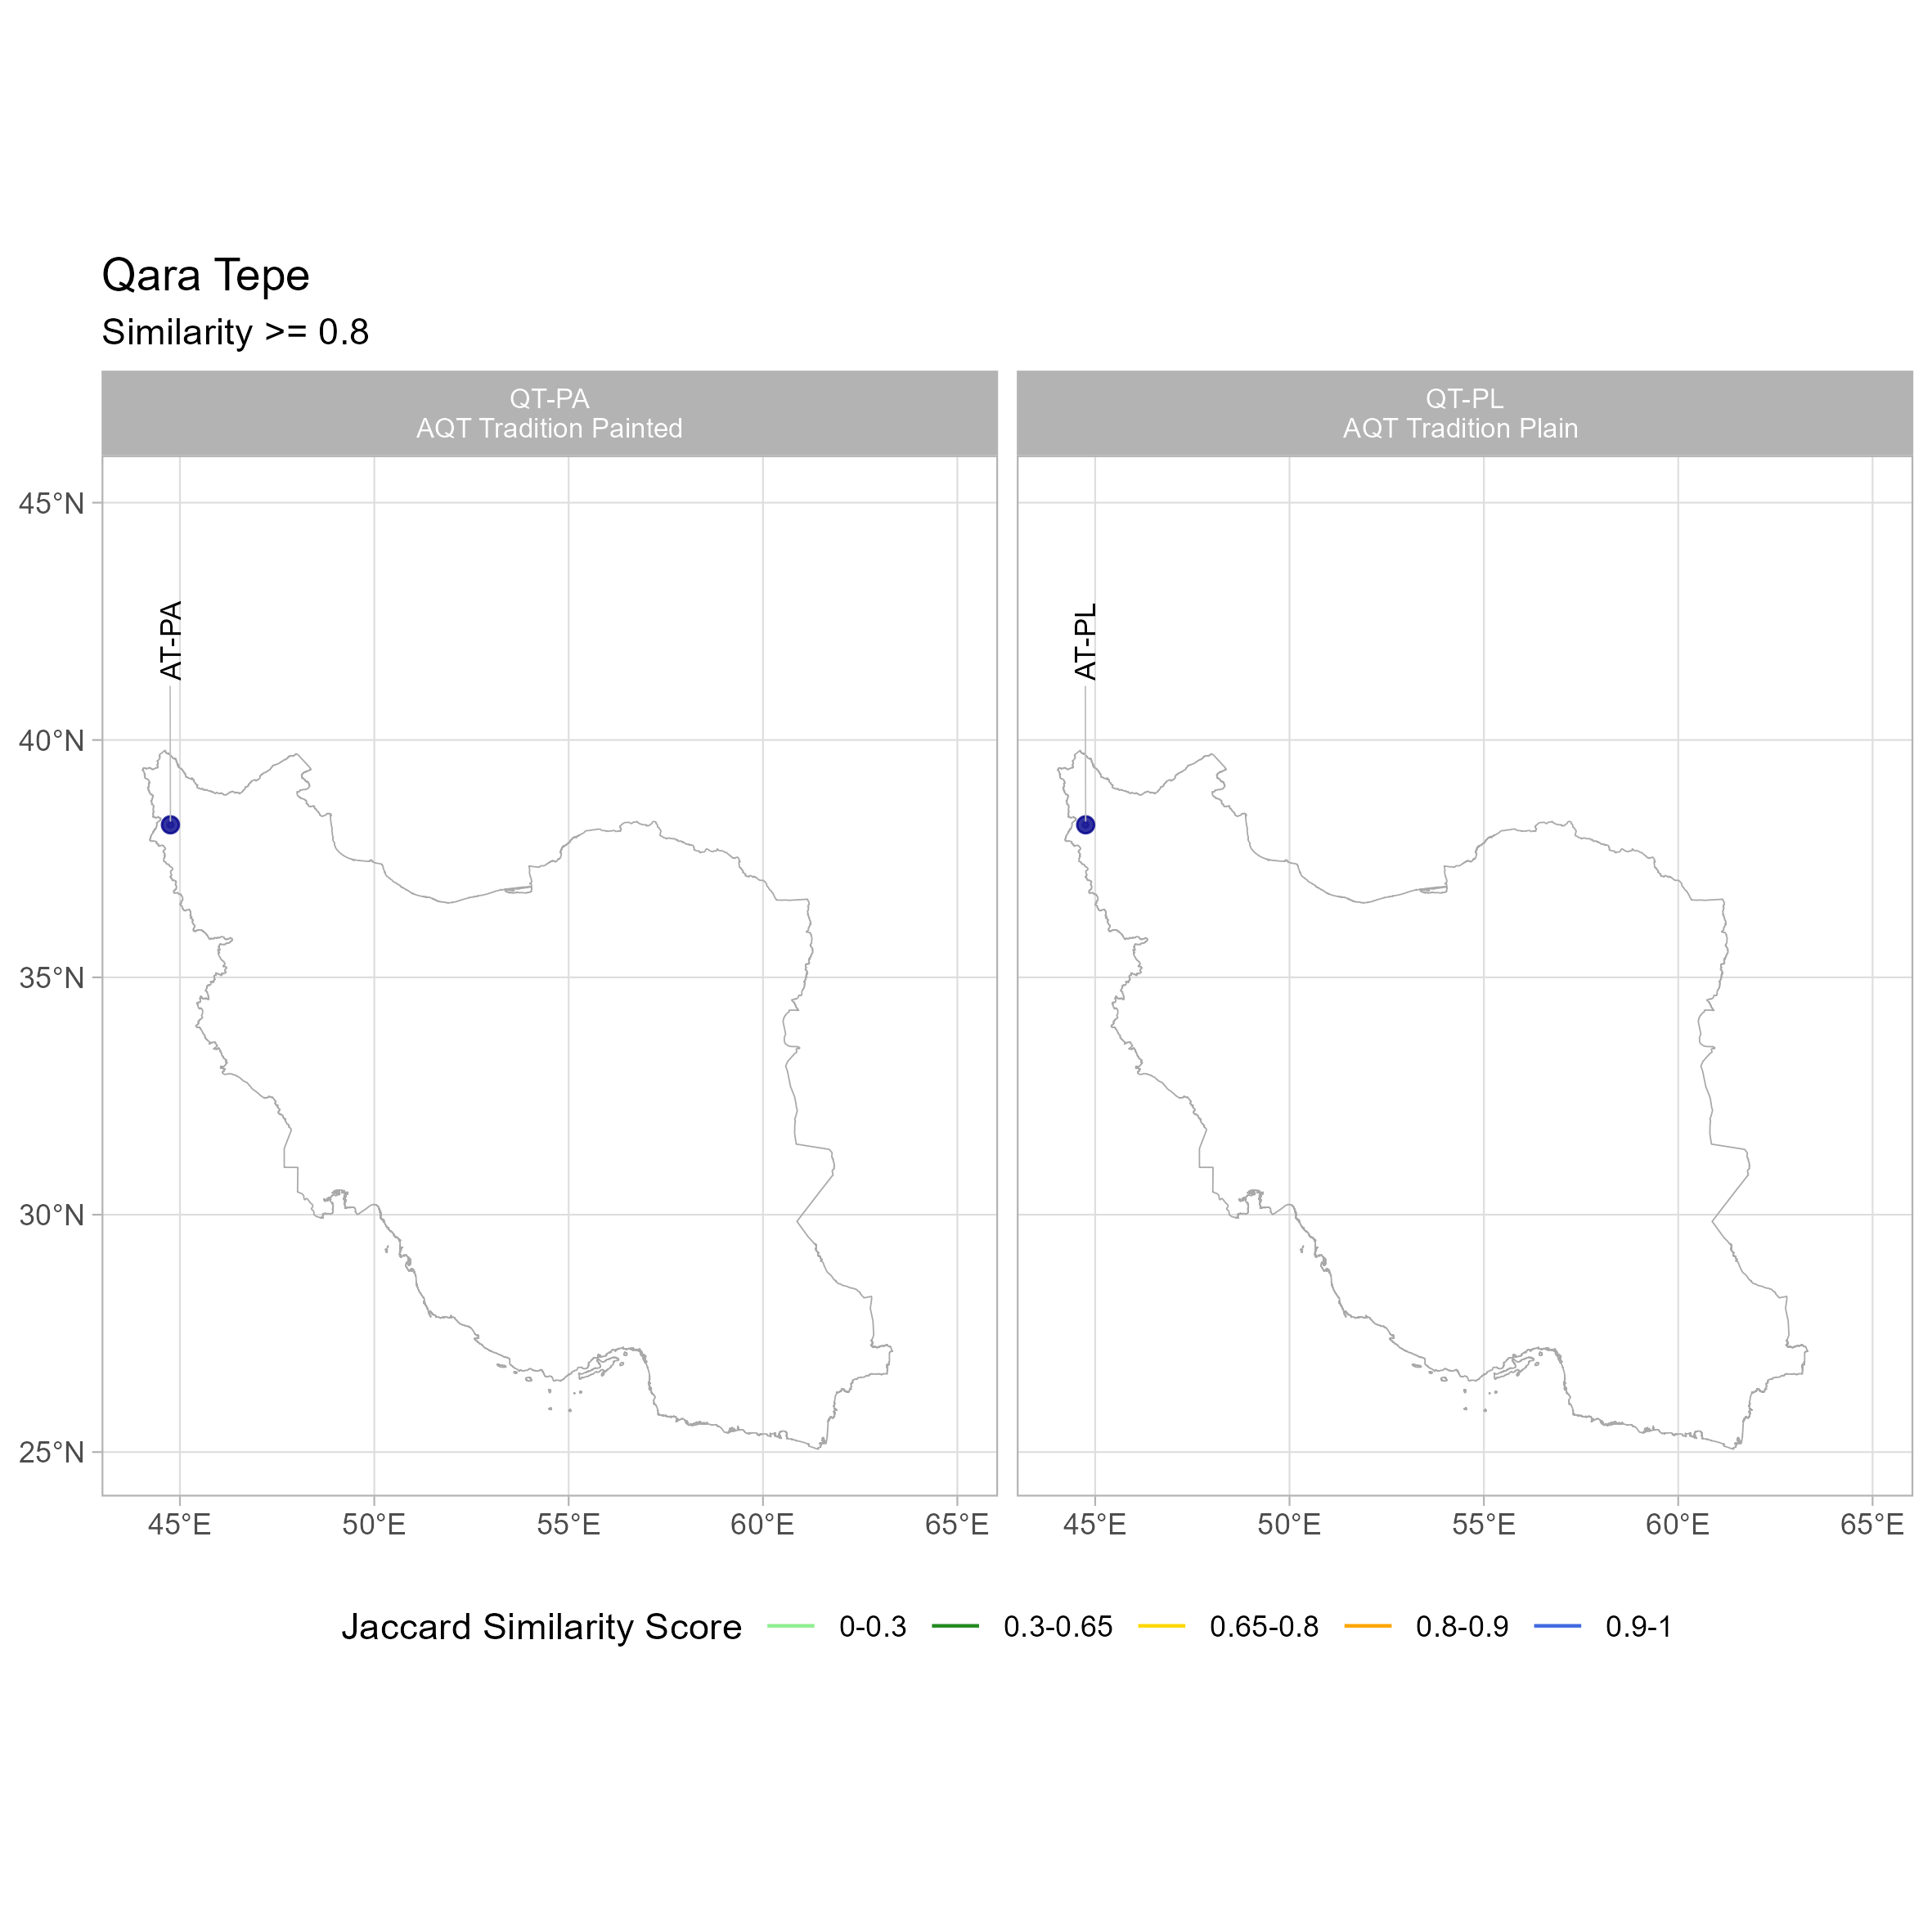 Qara Tepe
Similarity >= 0.8
QT-PA
AQT Tradition Painted
QT-PL
AQT Tradition Plain
45°N
40°N
35°N
30°N
25°N
AT-PA
AT-PL
45°E 50°E 55°E 60°E 65°E
45°E 50°E 55°E 60°E 65°E
Jaccard Similarity Score 0-0.3 0.3-0.65 0.65-0.8 0.8-0.9 0.9-1